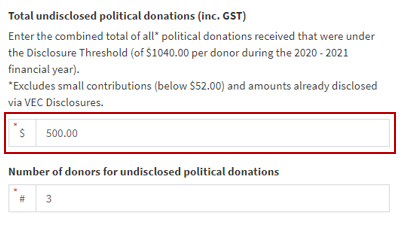 Total undisclosed political donations (inc. GST)
Enter the combined total of all* political donations received that were under
the Disclosure Threshold (of $1040.00 per donor during the 2020 - 2021
financial year).
*Excludes small contributions (below $52.00) and amounts already disclosed
via VEC Disclosures.
* $ 500.00
Number of donors for undisclosed political donations
* # 3